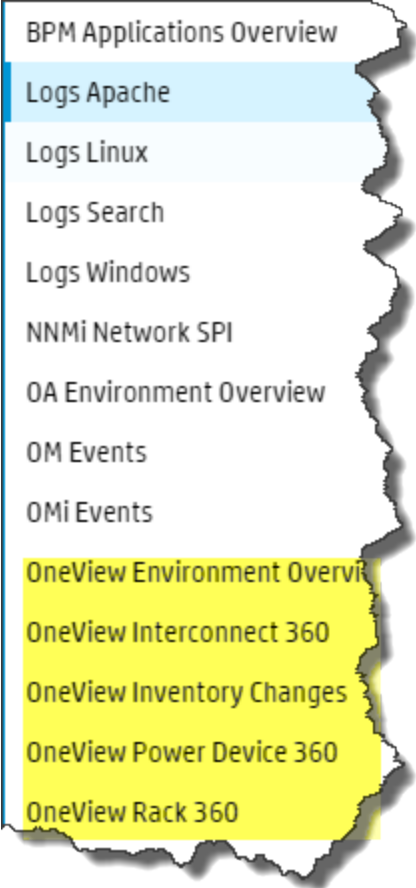 BPM Applications Overview
Logs Apache
Logs Linux
Logs Search
Logs Windows
NNMi Network SPI
OA Environment Overview
OM Events
OMi Events
OneView Environment Overvi
OneView Interconnect 360
OneView Inventory Changes
OneView Power Device 360
OneView Rack 360